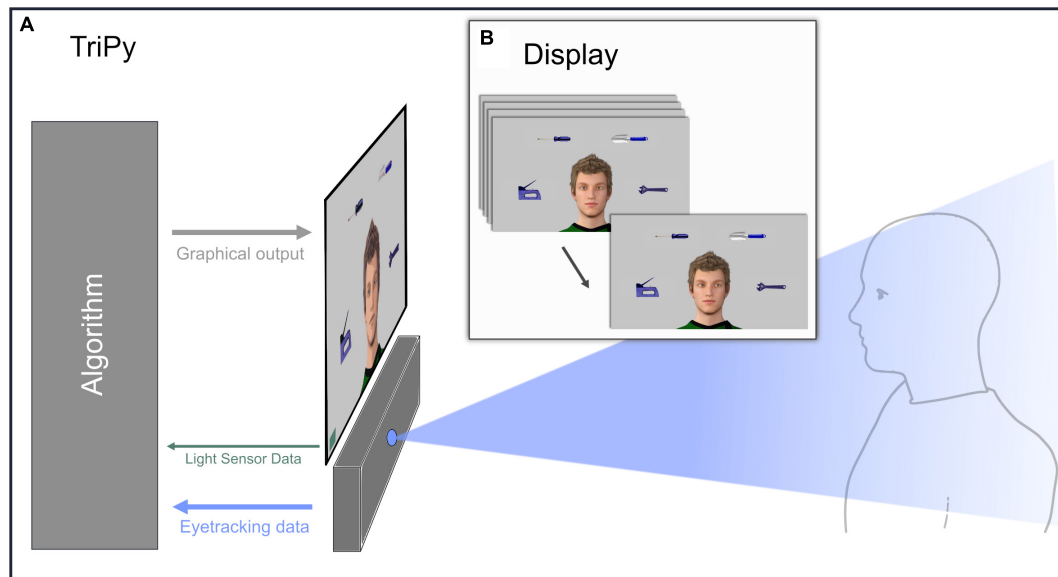 A
TriPy
B
Display
Algorithm
Graphical output
Light Sensor Data
Eyetracking data